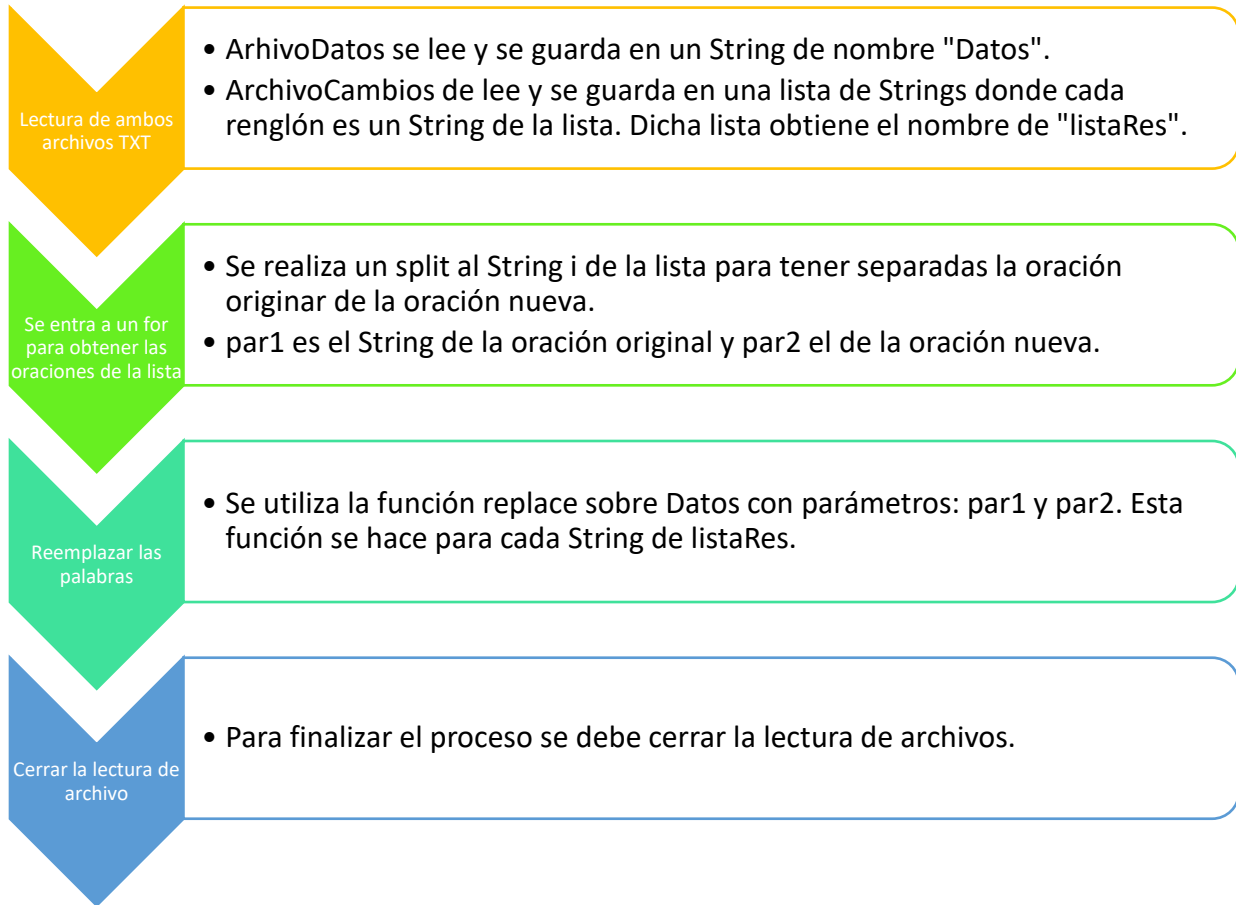 Lectura de ambos
archivos TXT
• ArhivoDatos se lee y se guarda en un String de nombre "Datos".
• ArchivoCambios de lee y se guarda en una lista de Strings donde cada
renglón es un String de la lista. Dicha lista obtiene el nombre de "listaRes".
Se entra a un for
para obtener las
oraciones de la lista
• Se realiza un split al String i de la lista para tener separadas la oración
originar de la oración nueva.
• par1 es el String de la oración original y par2 el de la oración nueva.
Reemplazar las
palabras
• Se utiliza la función replace sobre Datos con parámetros: par1 y par2. Esta
función se hace para cada String de listaRes.
Cerrar la lectura de
archivo
• Para finalizar el proceso se debe cerrar la lectura de archivos.